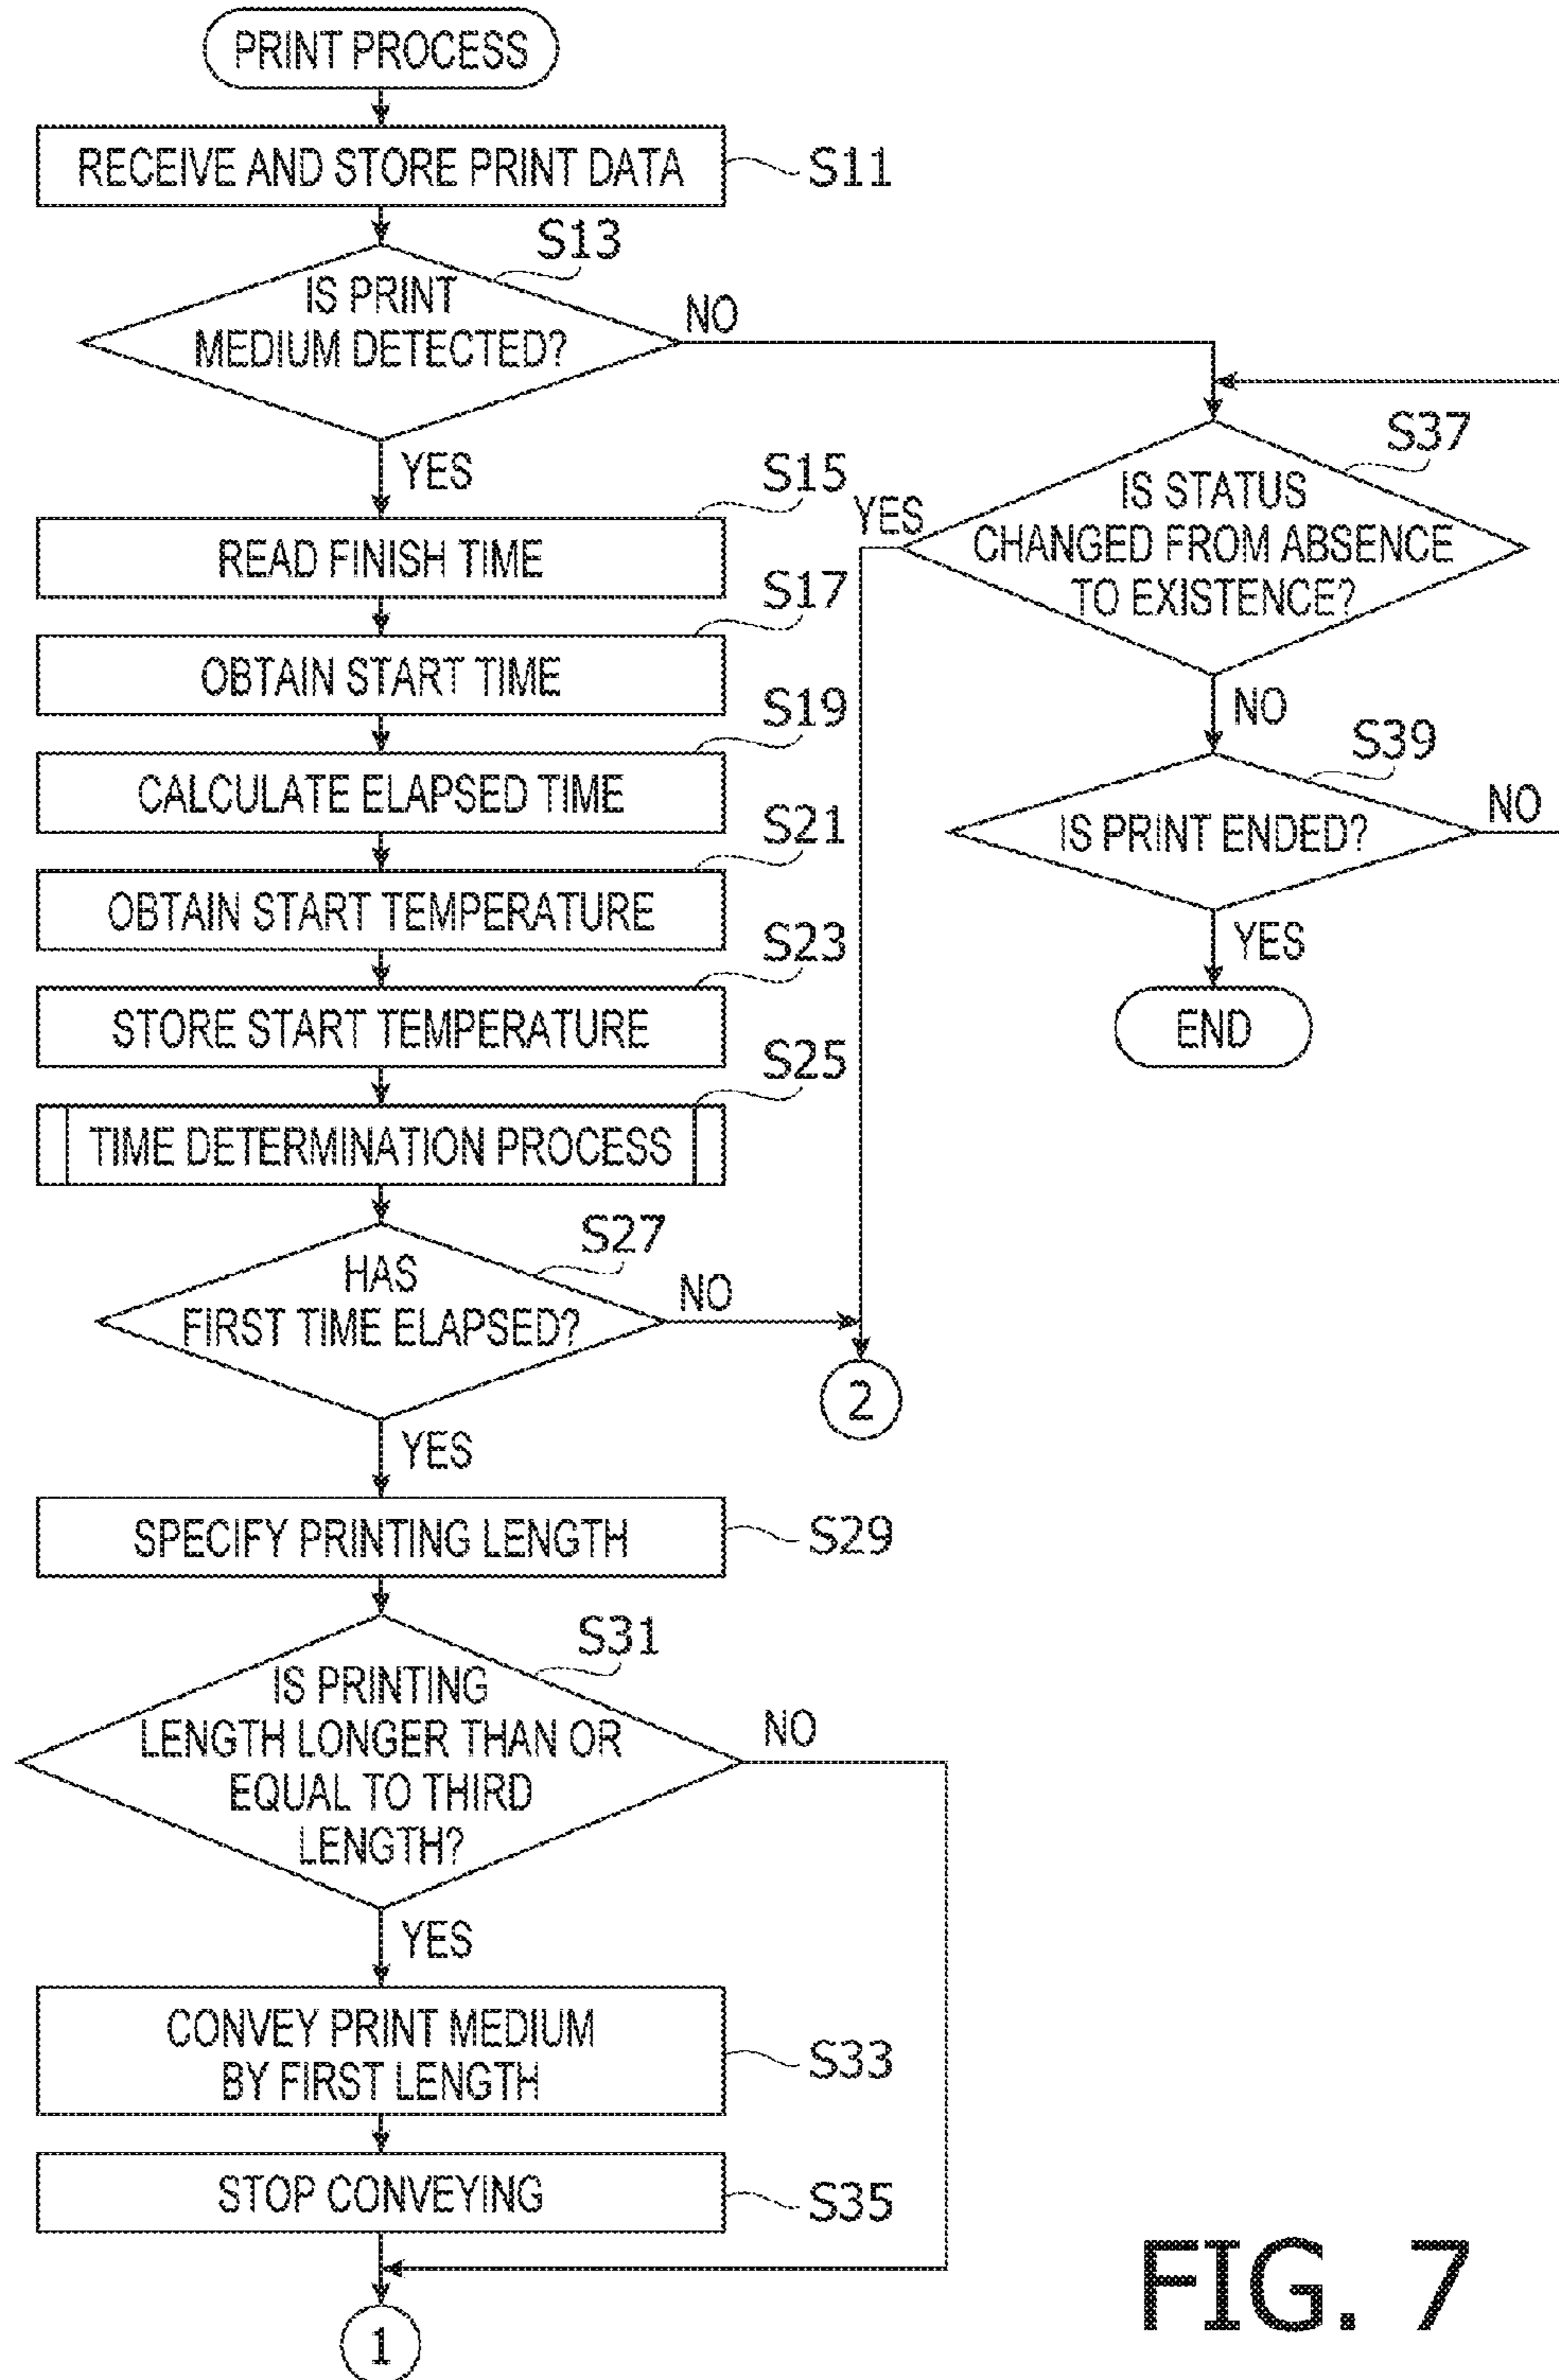 PRINT PROCESS
RECEIVE AND STORE PRINT DATA
S11
S13
IS PRINT
MEDIUM DETECTED?
NO
YES
S15
READ FINISH TIME
S17
OBTAIN START TIME
S19
CALCULATE ELAPSED TIME
S21
OBTAIN START TEMPERATURE
S23
STORE START TEMPERATURE
S25
TIME DETERMINATION PROCESS
S27
HAS
FIRST TIME ELAPSED?
NO
YES
S29
SPECIFY PRINTING LENGTH
S31
IS PRINTING
LENGTH LONGER THAN OR
EQUAL TO THIRD
LENGTH?
NO
YES
CONVEY PRINT MEDIUM
BY FIRST LENGTH
S33
STOP CONVEYING
S35
1
S37
IS STATUS
CHANGED FROM ABSENCE
TO EXISTENCE?
YES
NO
S39
IS PRINT ENDED?
NO
YES
END
2
FIG. 7